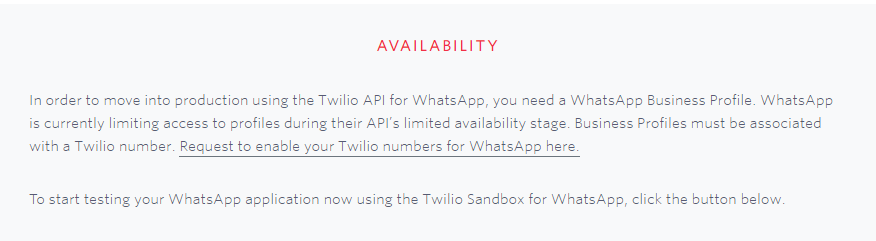 AVAILABILITY
In order to move into production using the Twilio API for WhatsApp, you need a WhatsApp Business Profile. WhatsApp
is currently limiting access to profiles during their API's limited availability stage. Business Profiles must be associated
with a Twilio number. Request to enable your Twilio numbers for WhatsApp here.
To start testing your WhatsApp application now using the Twilio Sandbox for WhatsApp, click the button below.